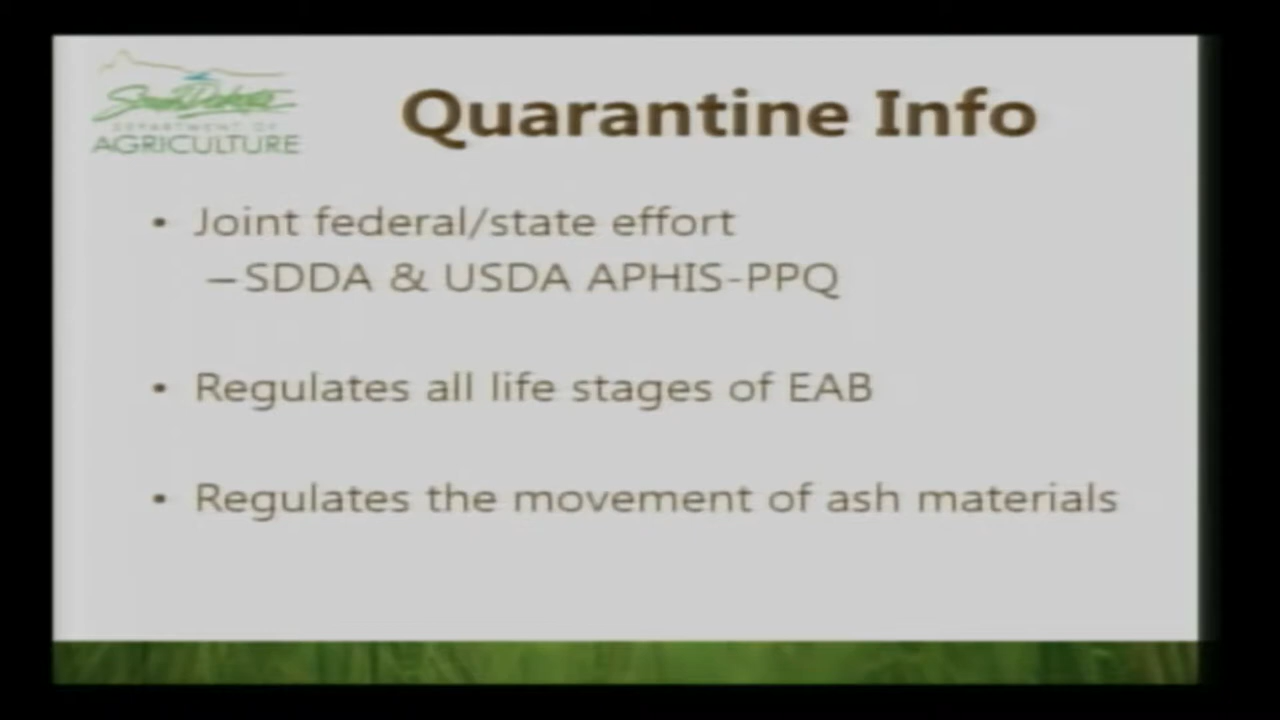 South Dakota
DEPARTMENT OF
AGRICULTURE
Quarantine Info
• Joint federal/state effort
– SDDA & USDA APHIS-PPQ
• Regulates all life stages of EAB
• Regulates the movement of ash materials